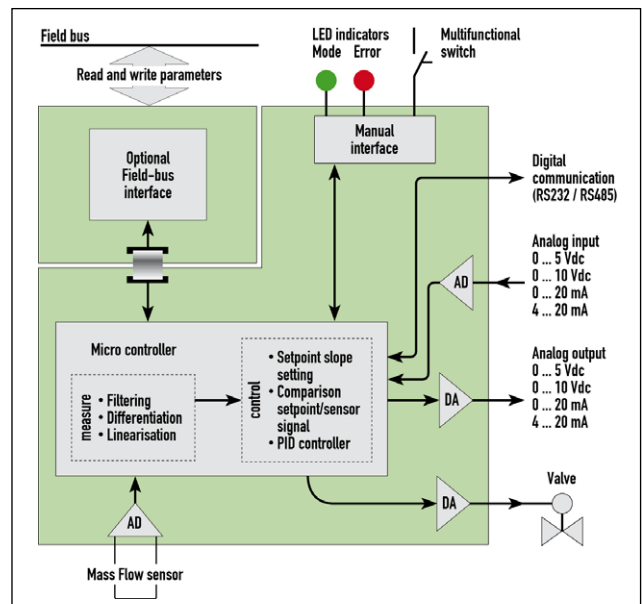 Field bus
Read and write parameters
LED indicators
Mode Error
Multifunctional
switch
Manual
interface
Optional
Field-bus
interface
Digital
communication
(RS232 / RS485)
Analog input
0 ... 5 Vdc
0 ... 10 Vdc
0 ... 20 mA
4 ... 20 mA
AD
Micro controller
measure
• Filtering
• Differentiation
• Linearisation
control
• Setpoint slope
setting
• Comparison
setpoint/sensor
signal
• PID controller
Analog output
0 ... 5 Vdc
0 ... 10 Vdc
0 ... 20 mA
4 ... 20 mA
DA
DA
Valve
AD
Mass Flow sensor